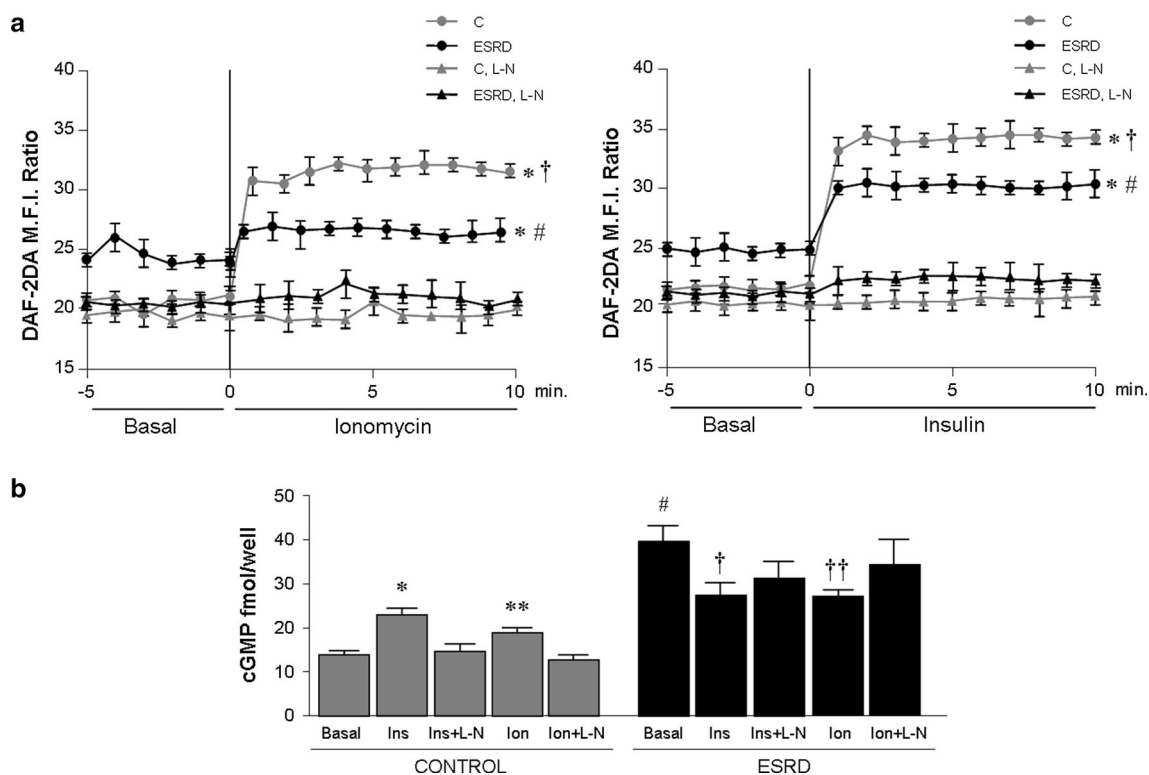 a
C
ESRD
C, L-N
ESRD, L-N
DAF-2DA M.F.I. Ratio
40
35
30
25
20
15
* †
* #
-5 0 5 10 min.
Basal Ionomycin
C
ESRD
C, L-N
ESRD, L-N
DAF-2DA M.F.I. Ratio
40
35
30
25
20
15
* †
* #
-5 0 5 10 min.
Basal Insulin
b
cGMP fmol/well
50
40
30
20
10
0
* ** # † ††
Basal Ins Ins+L-N Ion Ion+L-N Basal Ins Ins+L-N Ion Ion+L-N
CONTROL ESRD